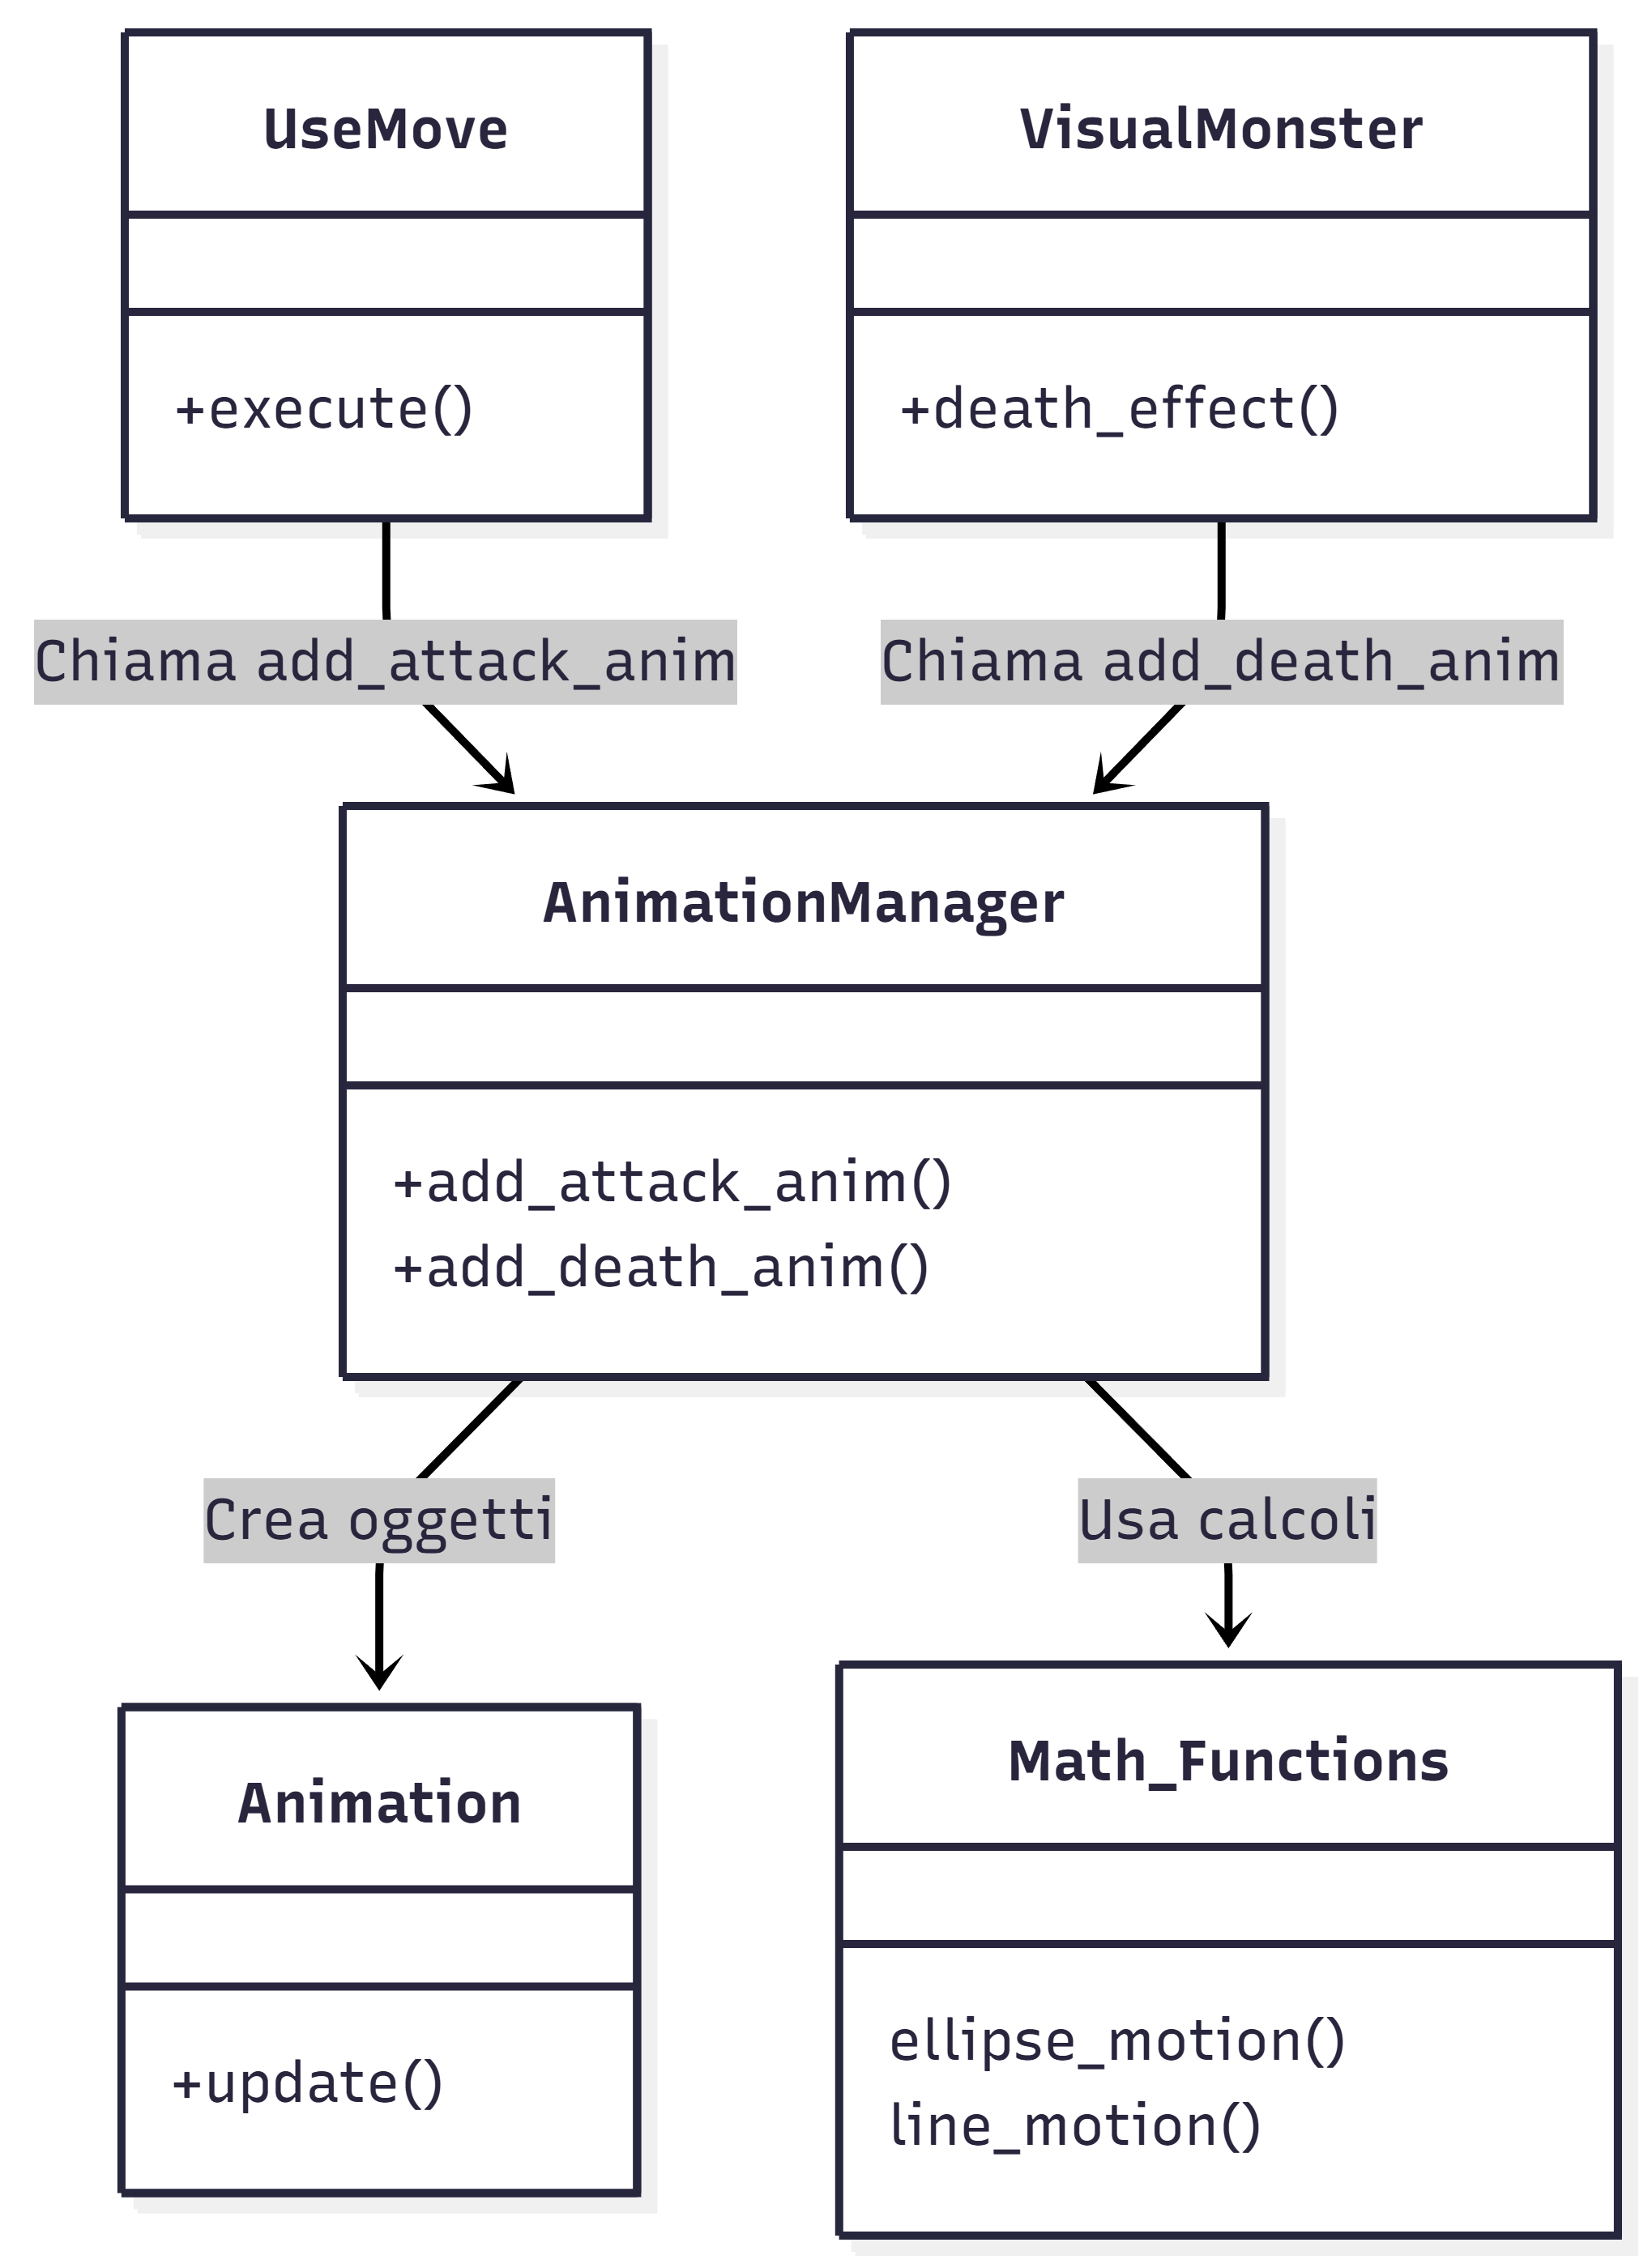 UseMove
+execute()
VisualMonster
+death_effect()
Chiama add_attack_anim
Chiama add_death_anim
AnimationManager
+add_attack_anim()
+add_death_anim()
Crea oggetti
Usa calcoli
Animation
+update()
Math_Functions
ellipse_motion()
line_motion()